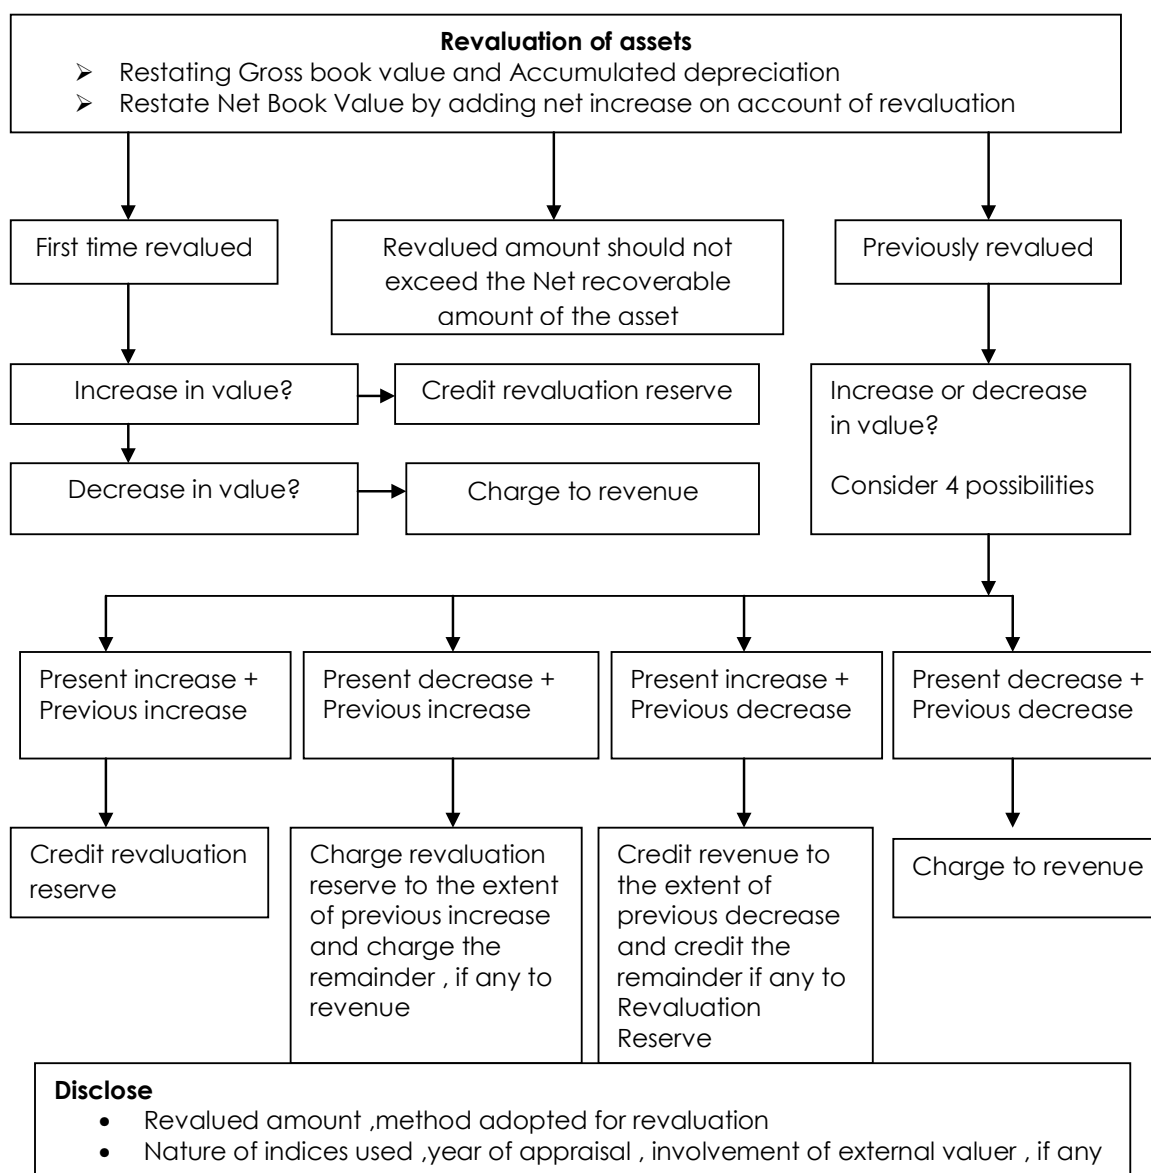 Revaluation of assets
➢ Restating Gross book value and Accumulated depreciation
➢ Restate Net Book Value by adding net increase on account of revaluation
First time revalued
Revalued amount should not
exceed the Net recoverable
amount of the asset
Previously revalued
Increase in value?
Credit revaluation reserve
Decrease in value?
Charge to revenue
Increase or decrease
in value?
Consider 4 possibilities
Present increase +
Previous increase
Present decrease +
Previous increase
Present increase +
Previous decrease
Present decrease +
Previous decrease
Credit revaluation
reserve
Charge revaluation
reserve to the extent
of previous increase
and charge the
remainder , if any to
revenue
Credit revenue to
the extent of
previous decrease
and credit the
remainder if any to
Revaluation
Reserve
Charge to revenue
Disclose
• Revalued amount ,method adopted for revaluation
• Nature of indices used ,year of appraisal , involvement of external valuer , if any